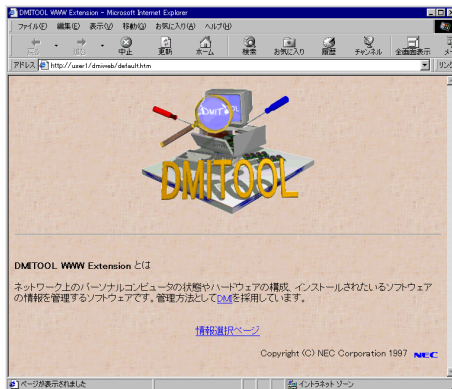 DMITOOL WWW Extension - Microsoft Internet Explorer
ファイル(F) 編集(E) 表示(V) 移動(G) お気に入り(A) ヘルプ(H)
戻る 進む 中止 更新 ホーム 検索 お気に入り 履歴 チャンネル 全画面表示
アドレス http://user1/dmiweb/default.htm
DMIT OL
DMITOOL
DMITOOL WWW Extension とは
ネットワーク上のパーソナルコンピュータの状態やハードウェアの構成、インストールされたいるソフトウェア
の情報を管理するソフトウェアです。管理方法としてDMIを採用しています。
情報選択ページ
Copyright (C) NEC Corporation 1997 NEC
ページが表示されました イントラネット ゾーン